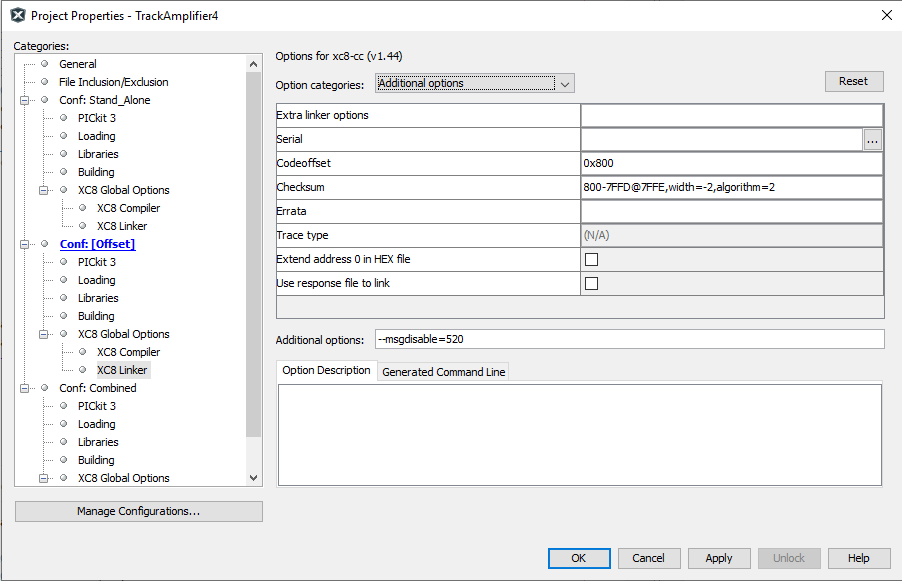 Project Properties - TrackAmplifier4
Categories:
General
File Inclusion/Exclusion
Conf: Stand_Alone
PICkit 3
Loading
Libraries
Building
XC8 Global Options
XC8 Compiler
XC8 Linker
Conf: [Offset]
PICkit 3
Loading
Libraries
Building
XC8 Global Options
XC8 Compiler
XC8 Linker
Conf: Combined
PICkit 3
Loading
Libraries
Building
XC8 Global Options
Manage Configurations...
Options for xc8-cc (v1.44)
Option categories: Additional options
Reset
Extra linker options
Serial ...
Codeoffset 0x800
Checksum 800-7FFD@7FFE,width=-2,algorithm=2
Errata
Trace type (N/A)
Extend address 0 in HEX file
Use response file to link
Additional options: --msgdisable=520
Option Description Generated Command Line
OK Cancel Apply Unlock Help